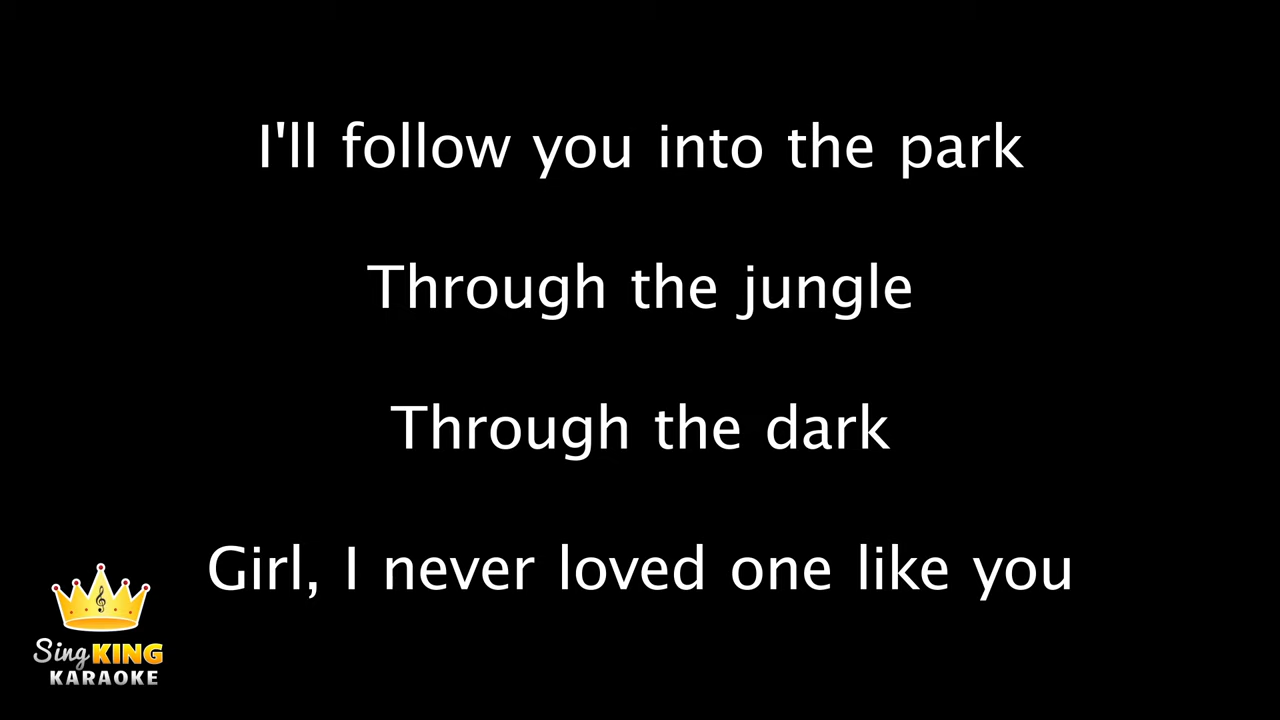 I'll follow you into the park
Through the jungle
Through the dark
Girl, I never loved one like you
Sing KING
KARAOKE